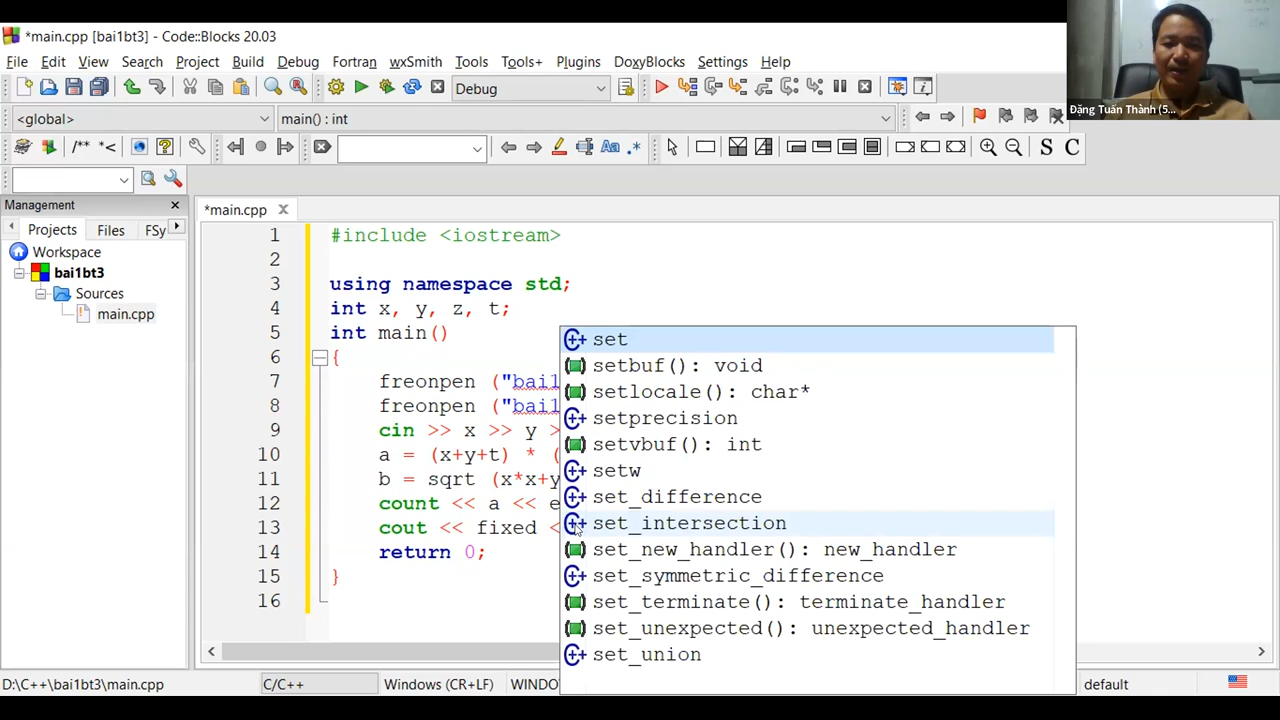 *main.cpp [bai1bt3] - Code::Blocks 20.03
File Edit View Search Project Build Debug Fortran wxSmith Tools Tools+ Plugins DoxyBlocks Settings Help
Đặng Tuấn Thành (5...
Debug
<global> main() : int
/** *< Aa .* S C
Management
*main.cpp
Projects Files FSy
Workspace
bai1bt3
Sources
main.cpp
1 #include <iostream>
2
3 using namespace std;
4 int x, y, z, t;
5 int main()
6 {
7 freonpen ("bai1
8 freonpen ("bai1
9 cin >> x >> y >
10 a = (x+y+t) * (
11 b = sqrt (x*x+y
12 count << a << e
13 cout << fixed <
14 return 0;
15 }
16
set
setbuf(): void
setlocale(): char*
setprecision
setvbuf(): int
setw
set_difference
set_intersection
set_new_handler(): new_handler
set_symmetric_difference
set_terminate(): terminate_handler
set_unexpected(): unexpected_handler
set_union
D:\C++\bai1bt3\main.cpp C/C++ Windows (CR+LF) WINDO default